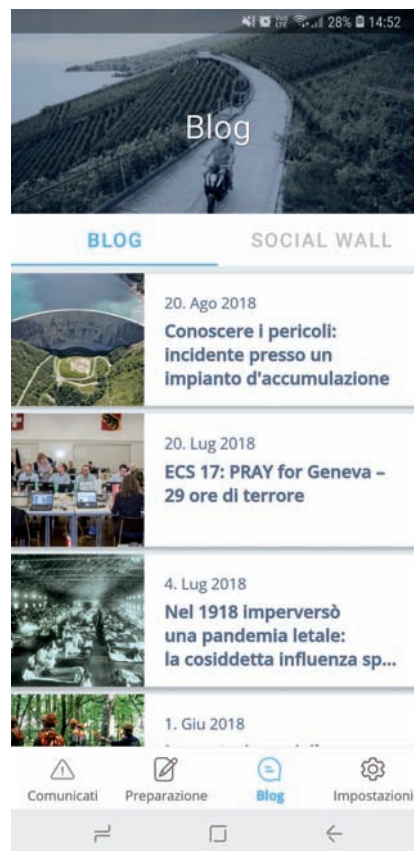 28% 14:52
Blog
BLOG
SOCIAL WALL
20. Ago 2018
Conoscere i pericoli:
incidente presso un
impianto d'accumulazione
20. Lug 2018
ECS 17: PRAY for Geneva –
29 ore di terrore
4. Lug 2018
Nel 1918 imperversò
una pandemia letale:
la cosiddetta influenza sp...
1. Giu 2018
Comunicati
Preparazione
Blog
Impostazioni